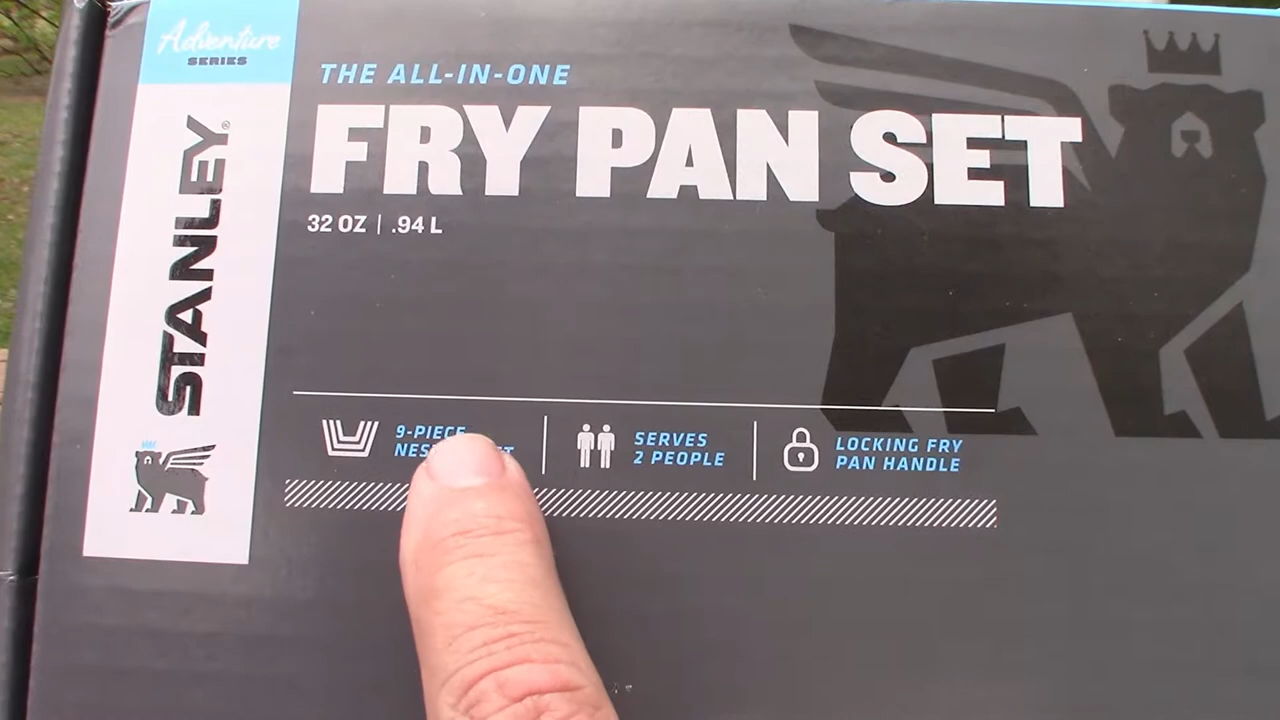 Adventure
SERIES
STANLEY®
THE ALL-IN-ONE
FRY PAN SET
32 OZ | .94 L
9-PIECE
SERVES
2 PEOPLE
LOCKING FRY
PAN HANDLE